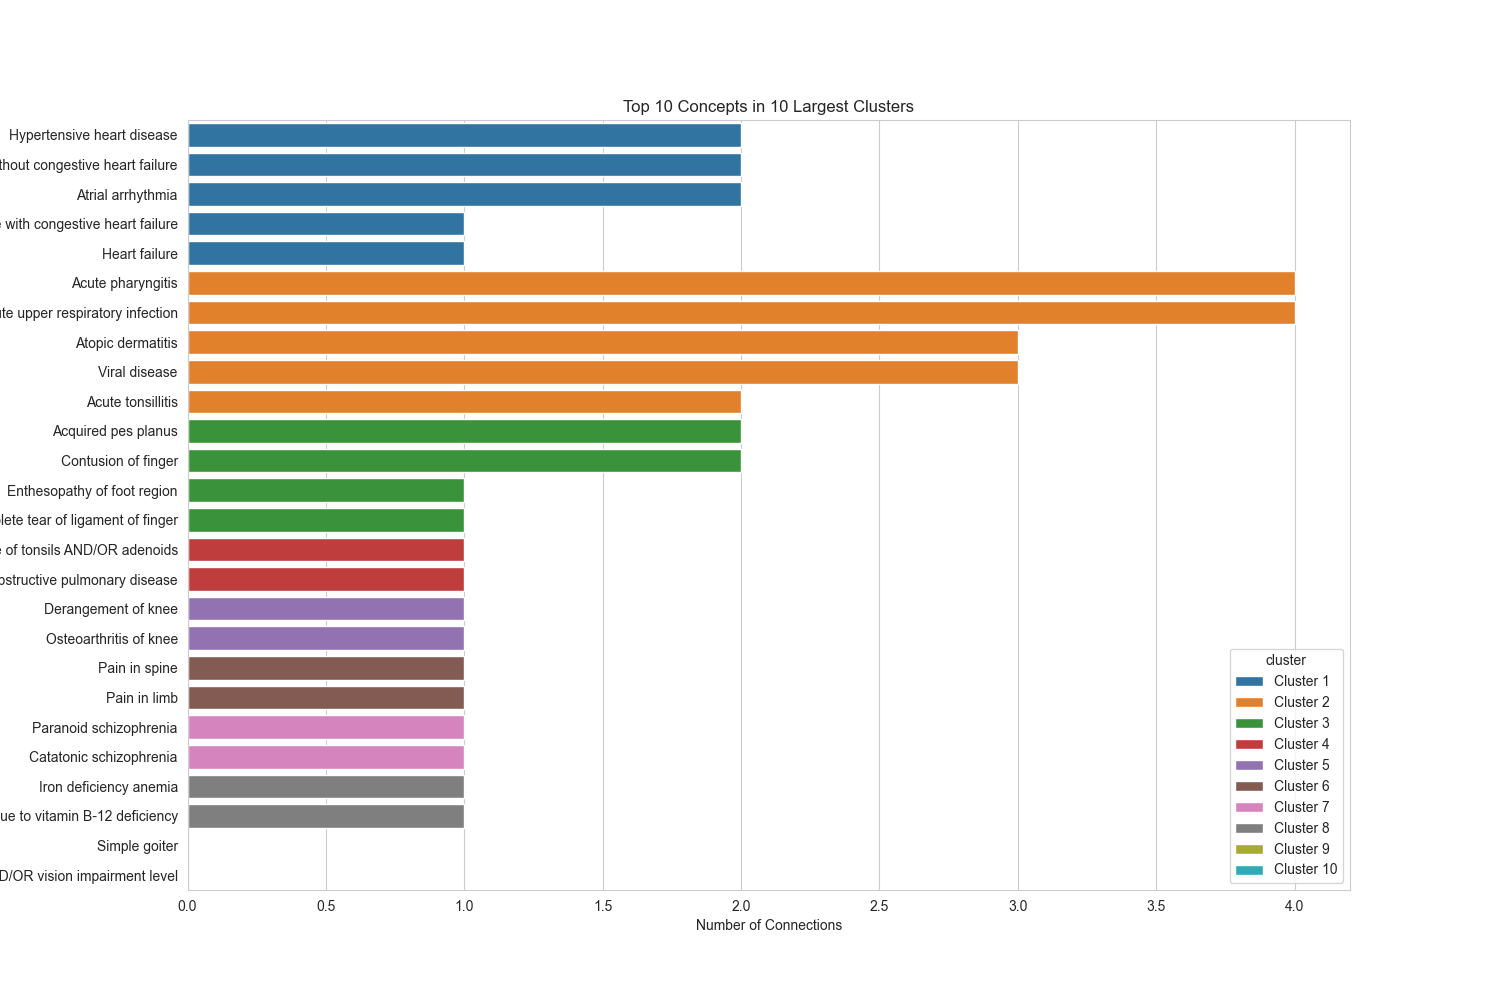 Top 10 Concepts in 10 Largest Clusters
Hypertensive heart disease
thout congestive heart failure
Atrial arrhythmia
with congestive heart failure
Heart failure
Acute pharyngitis
ute upper respiratory infection
Atopic dermatitis
Viral disease
Acute tonsillitis
Acquired pes planus
Contusion of finger
Enthesopathy of foot region
lete tear of ligament of finger
of tonsils AND/OR adenoids
bstructive pulmonary disease
Derangement of knee
Osteoarthritis of knee
Pain in spine
Pain in limb
Paranoid schizophrenia
Catatonic schizophrenia
Iron deficiency anemia
ue to vitamin B-12 deficiency
Simple goiter
D/OR vision impairment level
cluster
Cluster 1
Cluster 2
Cluster 3
Cluster 4
Cluster 5
Cluster 6
Cluster 7
Cluster 8
Cluster 9
Cluster 10
0.0 0.5 1.0 1.5 2.0 2.5 3.0 3.5 4.0
Number of Connections